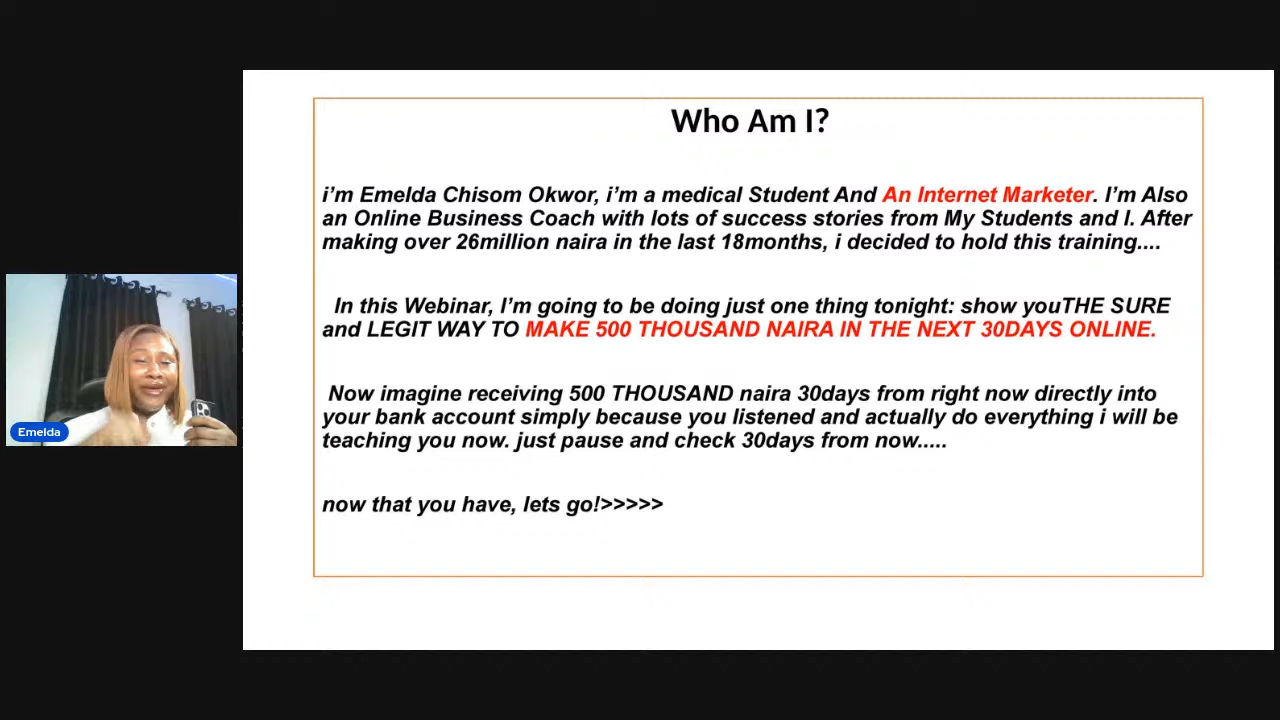 Who Am I?
i'm Emelda Chisom Okwor, i'm a medical Student And An Internet Marketer. I'm Also
an Online Business Coach with lots of success stories from My Students and I. After
making over 26million naira in the last 18months, i decided to hold this training....
In this Webinar, I'm going to be doing just one thing tonight: show youTHE SURE
and LEGIT WAY TO MAKE 500 THOUSAND NAIRA IN THE NEXT 30DAYS ONLINE.
Now imagine receiving 500 THOUSAND naira 30days from right now directly into
your bank account simply because you listened and actually do everything i will be
teaching you now. just pause and check 30days from now.....
now that you have, lets go!>>>>>
Emelda